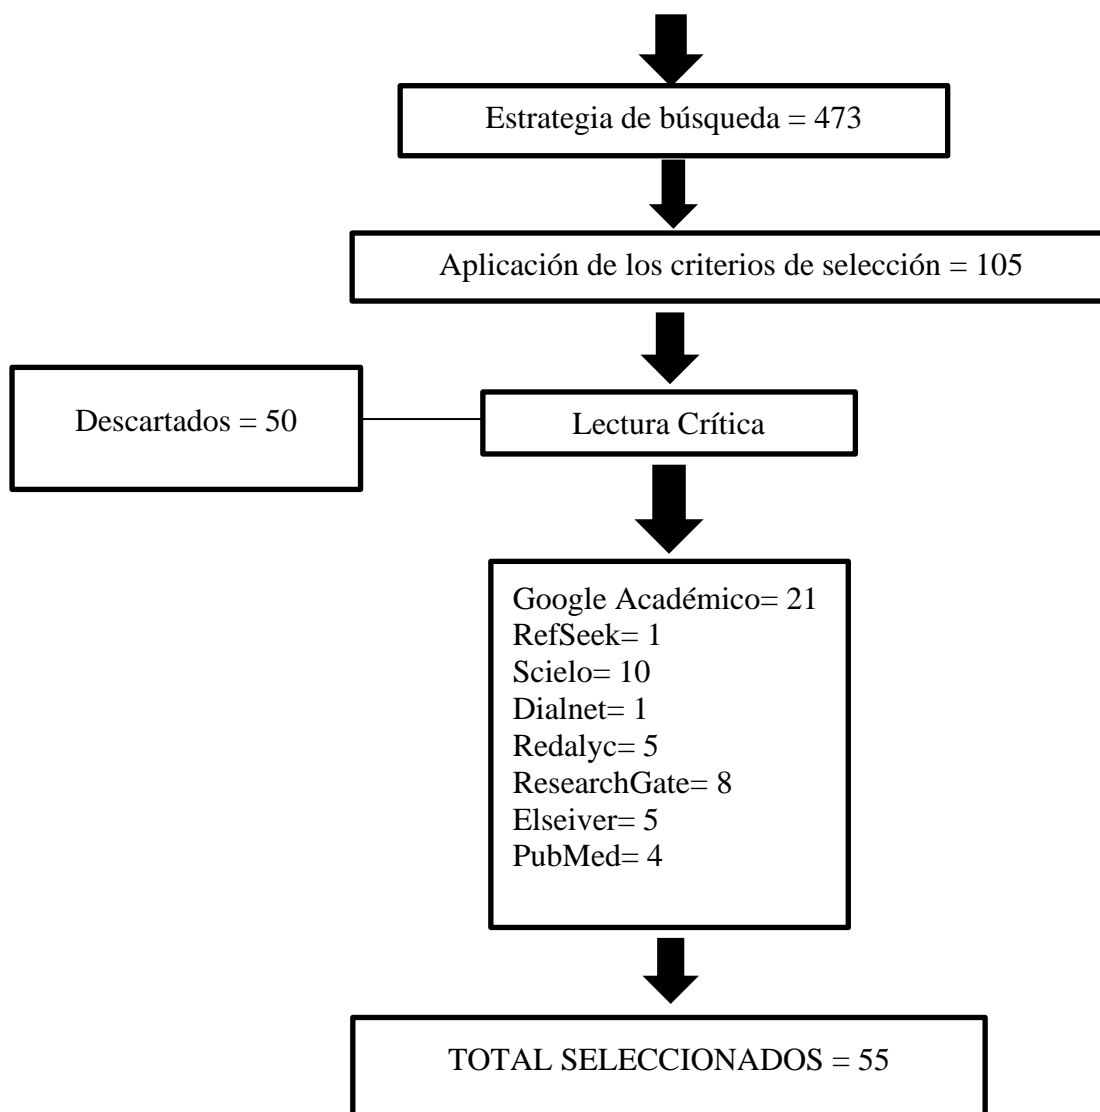 Estrategia de búsqueda = 473
Aplicación de los criterios de selección = 105
Descartados = 50
Lectura Crítica
Google Académico= 21
RefSeek= 1
Scielo= 10
Dialnet= 1
Redalyc= 5
ResearchGate= 8
Elseiver= 5
PubMed= 4
TOTAL SELECCIONADOS = 55